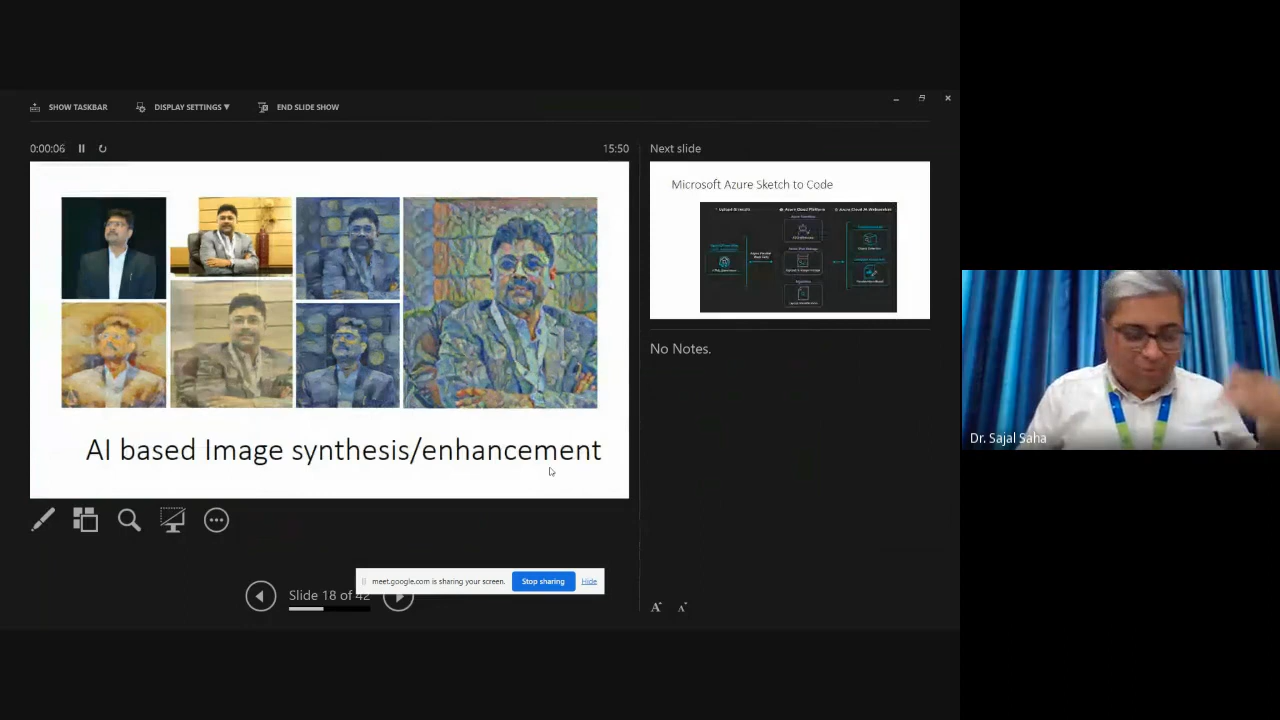 SHOW TASKBAR
DISPLAY SETTINGS ▼
END SLIDE SHOW
0:00:06
15:50
Next slide
Microsoft Azure Sketch to Code
AI based Image synthesis/enhancement
No Notes.
Dr. Sajal Saha
meet.google.com is sharing your screen.
Stop sharing
Hide
Slide 18 of 42
A A